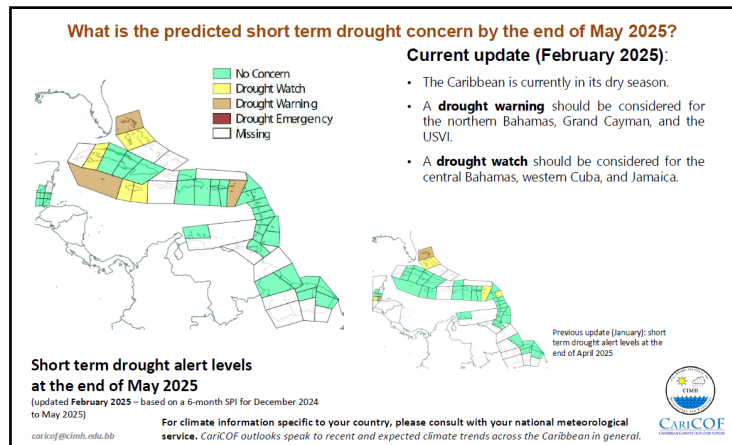 What is the predicted short term drought concern by the end of May 2025?
No Concern
Drought Watch
Drought Warning
Drought Emergency
Missing
Current update (February 2025):
• The Caribbean is currently in its dry season.
• A drought warning should be considered for
the northern Bahamas, Grand Cayman, and the
USVI.
• A drought watch should be considered for the
central Bahamas, western Cuba, and Jamaica.
Previous update (January): short
term drought alert levels at the
end of April 2025
Short term drought alert levels
at the end of May 2025
(updated February 2025 – based on a 6-month SPI for December 2024
to May 2025)
caricof@cimh.edu.bb
For climate information specific to your country, please consult with your national meteorological
service. CariCOF outlooks speak to recent and expected climate trends across the Caribbean in general.
CIMH
CARICOF
CARIBBEAN CLIMATE OUTLOOK FORUM